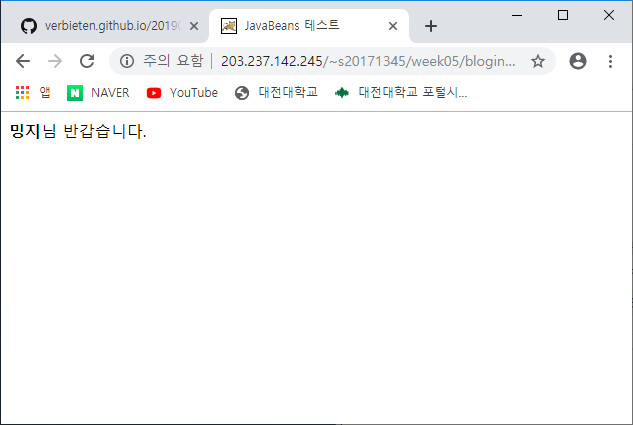 verbieten.github.io/2019
JavaBeans 테스트
주의 요함 | 203.237.142.245/~s20171345/week05/blogin...
앱 NAVER YouTube 대전대학교 대전대학교 포털시...
밍지님 반갑습니다.